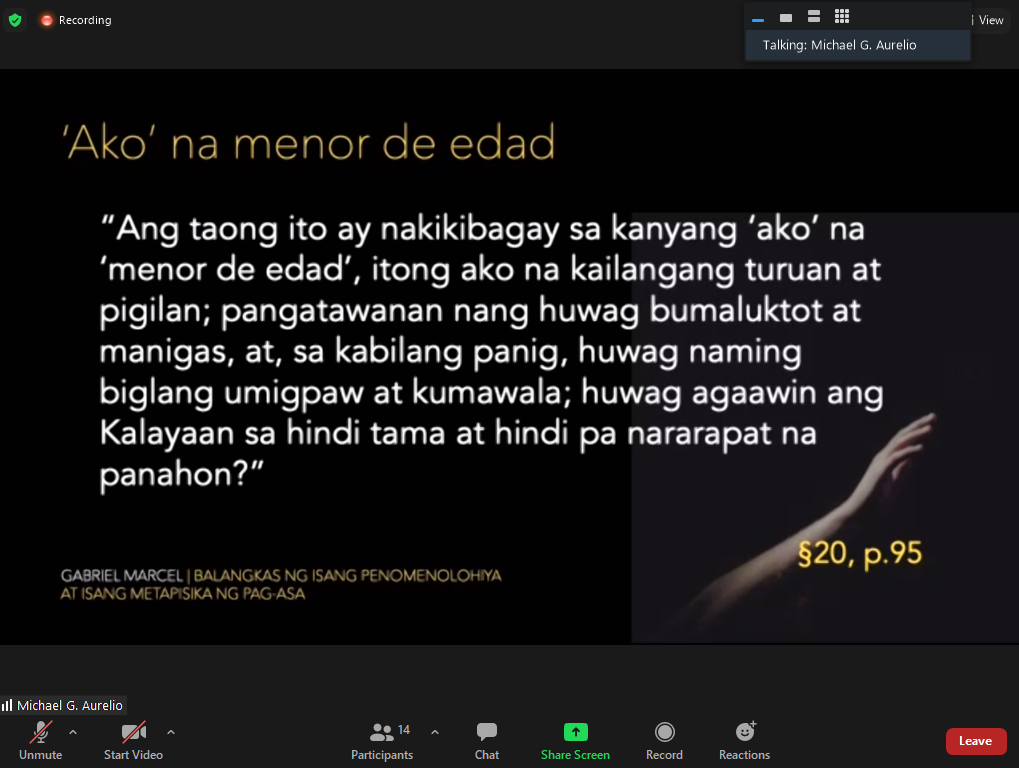 Recording
View
Talking: Michael G. Aurelio
‘Ako’ na menor de edad
“Ang taong ito ay nakikibagay sa kanyang ‘ako’ na
‘menor de edad’, itong ako na kailangang turuan at
pigilan; pangatawanan nang huwag bumaluktot at
manigas, at, sa kabilang panig, huwag naming
biglang umigpaw at kumawala; huwag agaawin ang
Kalayaan sa hindi tama at hindi pa nararapat na
panahon?”
§20, p.95
GABRIEL MARCEL | BALANGKAS NG ISANG PENOMENOLOHIYA
AT ISANG METAPISIKA NG PAG-ASA
Michael G. Aurelio
14
Unmute Start Video Participants Chat Share Screen Record Reactions Leave